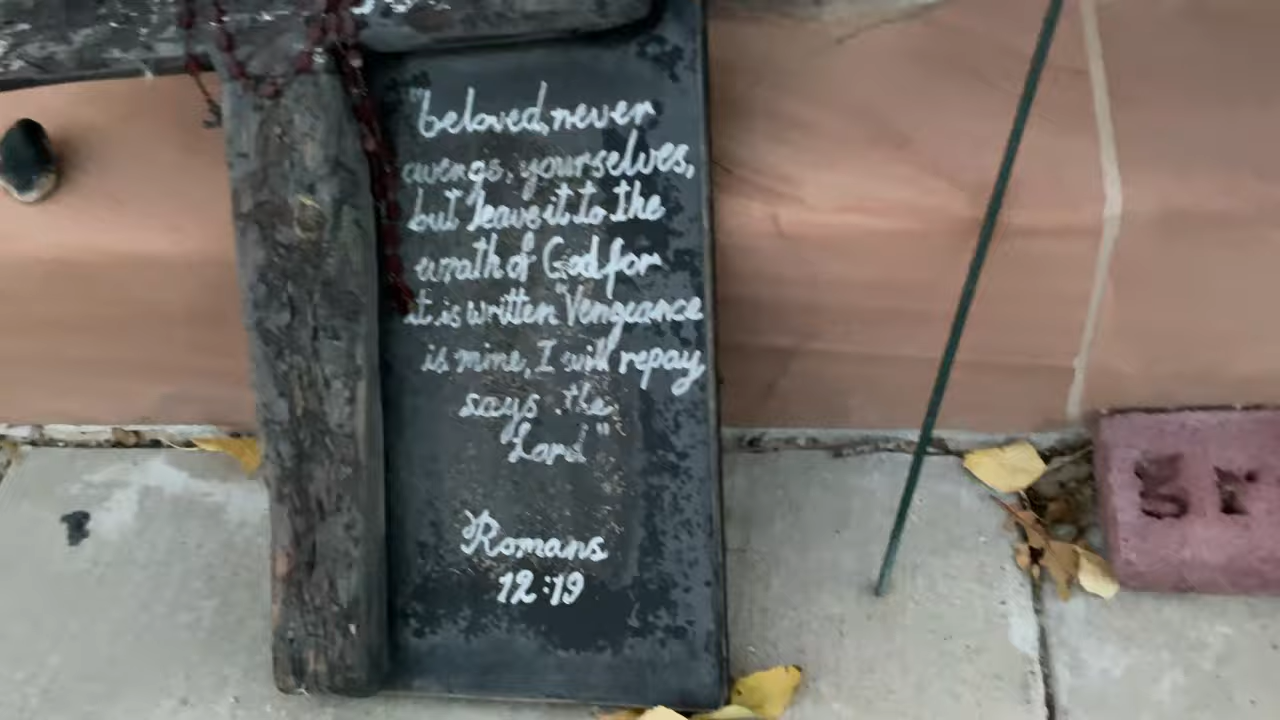 "beloved, never
avenge, yourselves,
but leave it to the
wrath of God for
it is written "Vengeance
is mine, I will repay,
says the
Lord"
Romans
12:19